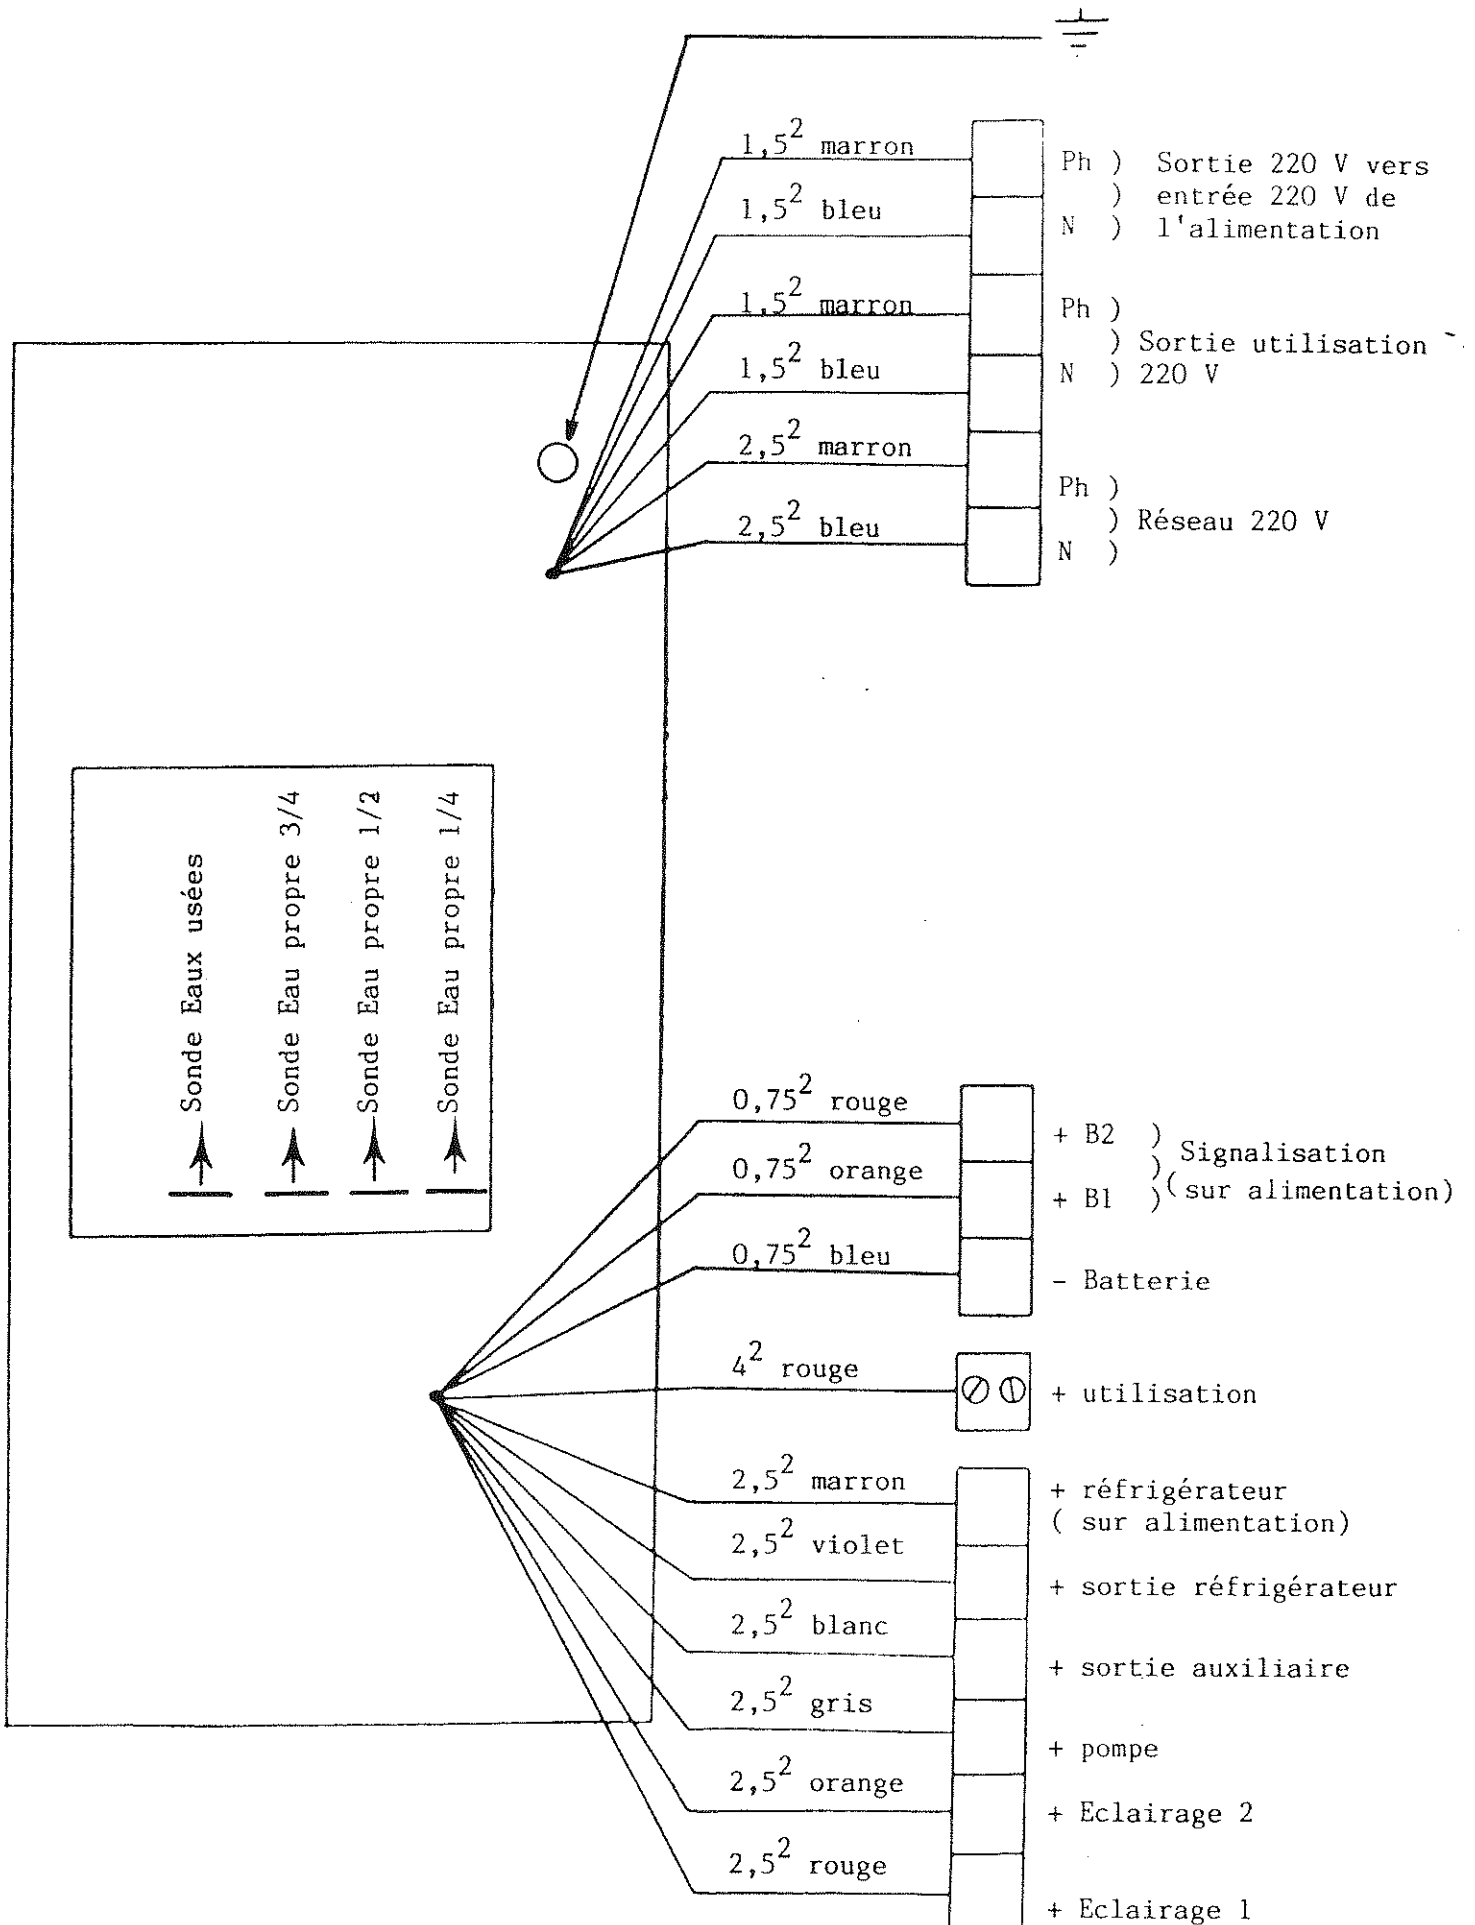 1,5² marron
Ph ) Sortie 220 V vers
) entrée 220 V de
1,5² bleu
N ) l'alimentation
1,5² marron
Ph )
) Sortie utilisation
1,5² bleu
N ) 220 V
2,5² marron
Ph )
) Réseau 220 V
2,5² bleu
N )
Sonde Eaux usées
Sonde Eau propre 3/4
Sonde Eau propre 1/2
Sonde Eau propre 1/4
0,75² rouge
+ B2 )
) Signalisation
0,75² orange
+ B1 ) (sur alimentation)
0,75² bleu
- Batterie
4² rouge
+ utilisation
2,5² marron
+ réfrigérateur
( sur alimentation)
2,5² violet
+ sortie réfrigérateur
2,5² blanc
+ sortie auxiliaire
2,5² gris
+ pompe
2,5² orange
+ Eclairage 2
2,5² rouge
+ Eclairage 1